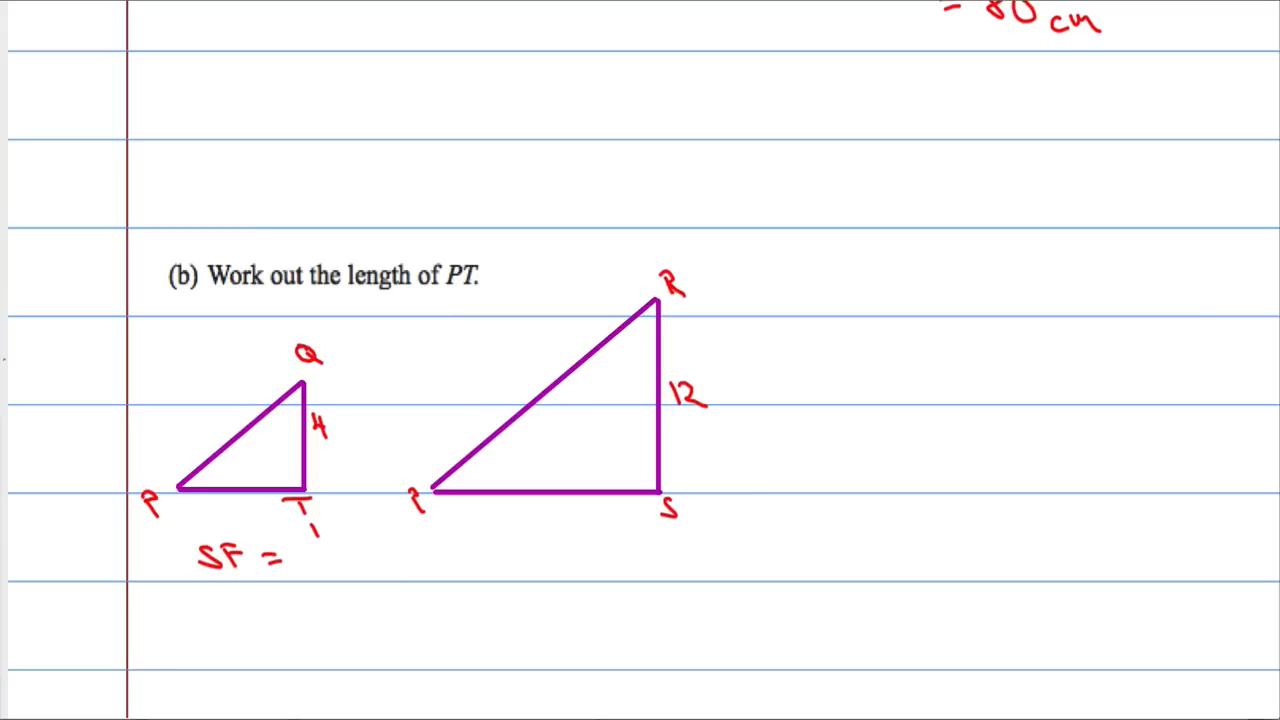 = 80 cm
(b) Work out the length of PT.
R
Q
12
4
P
T
P
S
SF =